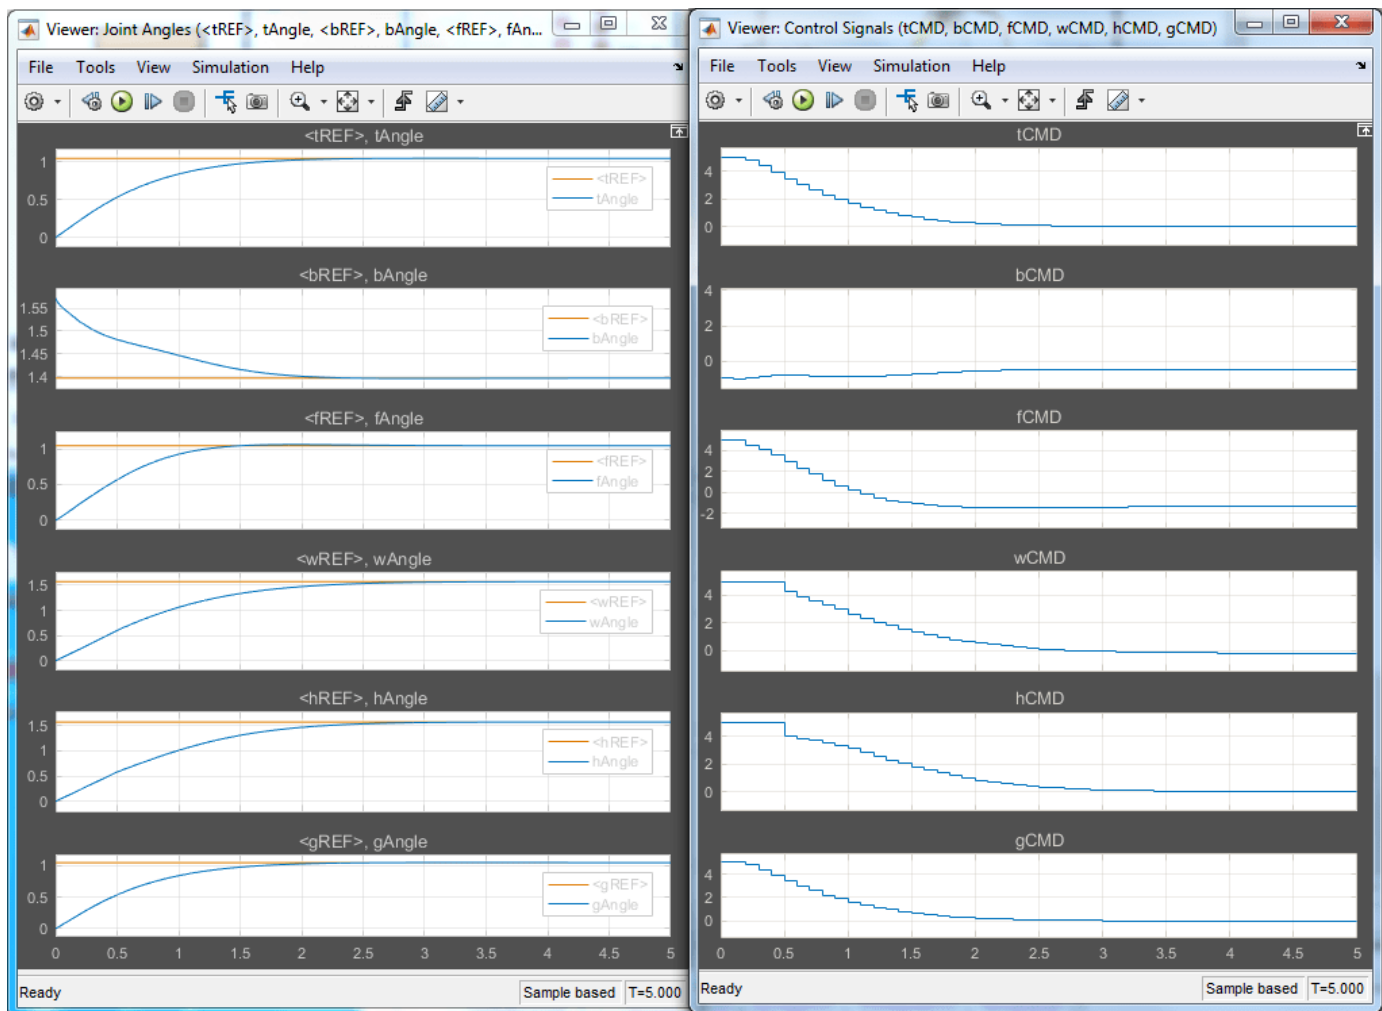 Viewer: Joint Angles (<tREF>, tAngle, <bREF>, bAngle, <fREF>, fAn...
File Tools View Simulation Help
<tREF>, tAngle
1
0.5
0
<tREF>
tAngle
<bREF>, bAngle
1.55
1.5
1.45
1.4
<bREF>
bAngle
<fREF>, fAngle
1
0.5
0
<fREF>
fAngle
<wREF>, wAngle
1.5
1
0.5
0
<wREF>
wAngle
<hREF>, hAngle
1.5
1
0.5
0
<hREF>
hAngle
<gREF>, gAngle
1
0.5
0
<gREF>
gAngle
0 0.5 1 1.5 2 2.5 3 3.5 4 4.5 5
Ready Sample based T=5.000
Viewer: Control Signals (tCMD, bCMD, fCMD, wCMD, hCMD, gCMD)
File Tools View Simulation Help
tCMD
4
2
0
bCMD
4
2
0
fCMD
4
2
0
-2
wCMD
4
2
0
hCMD
4
2
0
gCMD
4
2
0
0 0.5 1 1.5 2 2.5 3 3.5 4 4.5 5
Ready Sample based T=5.000